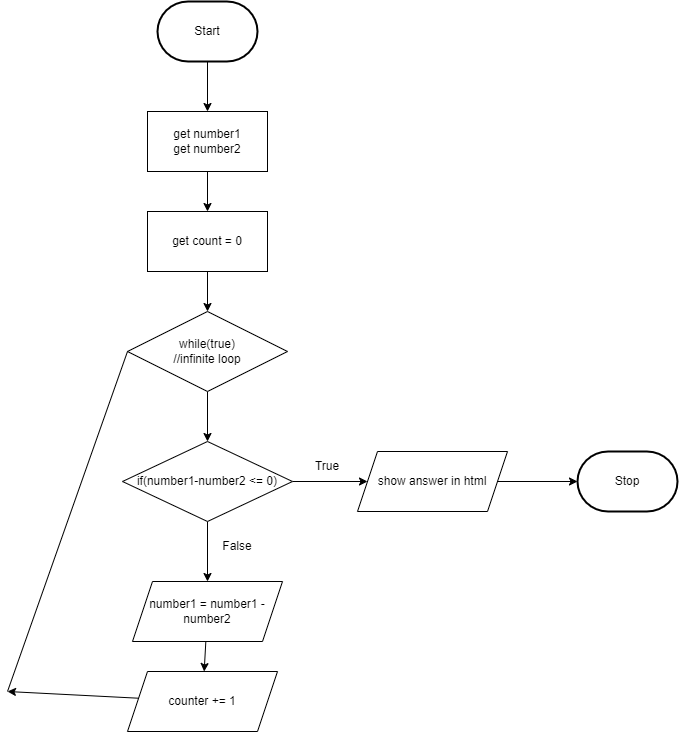 Start
get number1
get number2
get count = 0
while(true)
//infinite loop
if(number1-number2 <= 0)
True
show answer in html
Stop
False
number1 = number1 -
number2
counter += 1